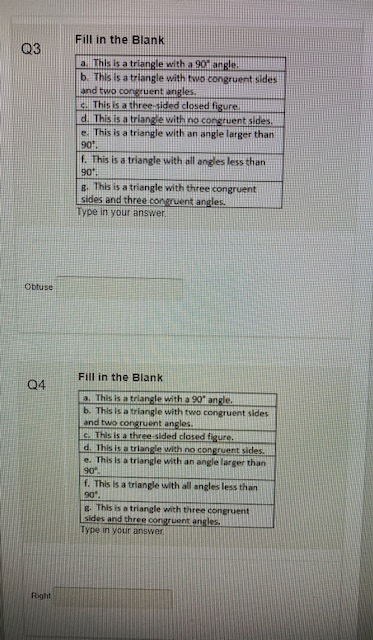 Q3
Fill in the Blank
a. This is a triangle with a 90° angle.
b. This is a triangle with two congruent sides
and two congruent angles.
c. This is a three-sided closed figure.
d. This is a triangle with no congruent sides.
e. This is a triangle with an angle larger than
90°.
f. This is a triangle with all angles less than
90°.
g. This is a triangle with three congruent
sides and three congruent angles.
Type in your answer.
Obtuse
Q4
Fill in the Blank
a. This is a triangle with a 90° angle.
b. This is a triangle with two congruent sides
and two congruent angles.
c. This is a three-sided closed figure.
d. This is a triangle with no congruent sides.
e. This is a triangle with an angle larger than
90°.
f. This is a triangle with all angles less than
90°.
g. This is a triangle with three congruent
sides and three congruent angles.
Type in your answer.
Right